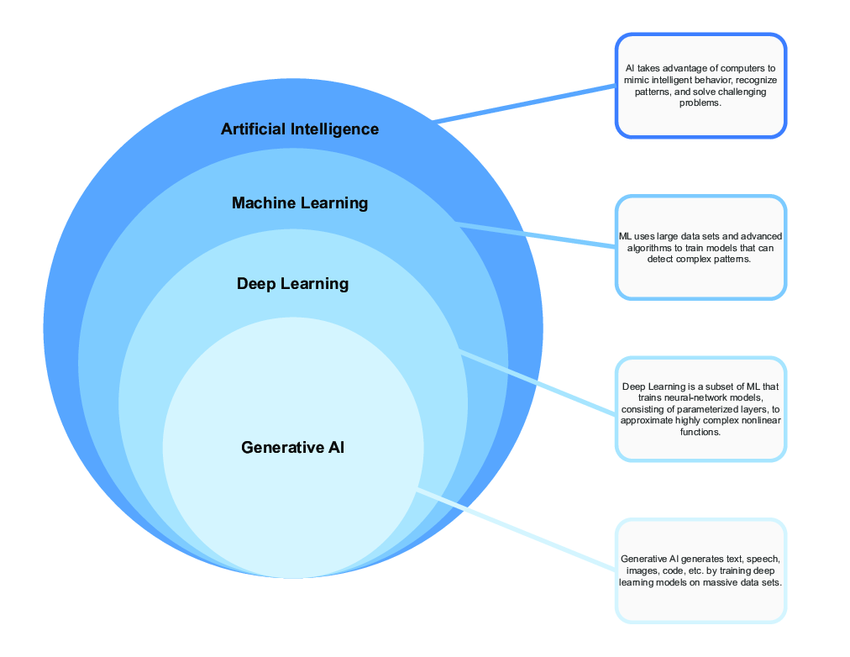 Artificial Intelligence
Machine Learning
Deep Learning
Generative AI
AI takes advantage of computers to
mimic intelligent behavior, recognize
patterns, and solve challenging
problems.
ML uses large data sets and advanced
algorithms to train models that can
detect complex patterns.
Deep Learning is a subset of ML that
trains neural-network models,
consisting of parameterized layers, to
approximate highly complex nonlinear
functions.
Generative AI generates text, speech,
images, code, etc. by training deep
learning models on massive data sets.